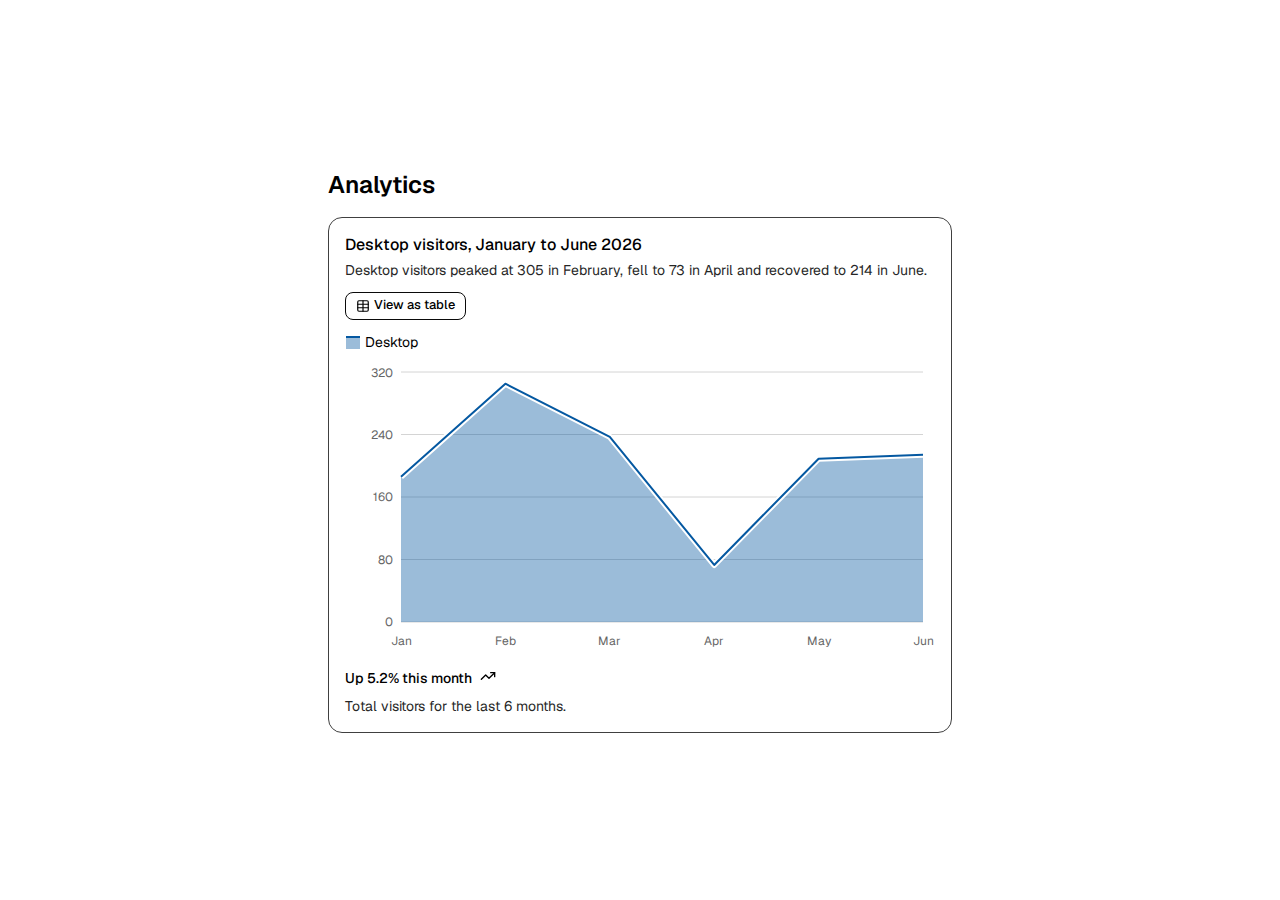 Analytics
Desktop visitors, January to June 2026
Desktop visitors peaked at 305 in February, fell to 73 in April and recovered to 214 in June.
View as table
Desktop
320
240
160
80
0
Jan Feb Mar Apr May Jun
Up 5.2% this month
Total visitors for the last 6 months.